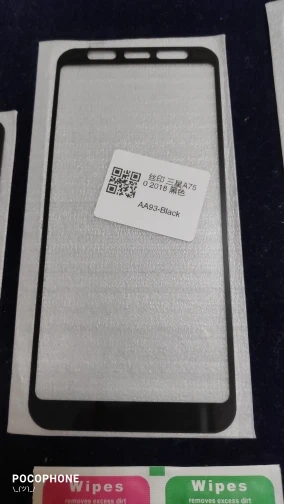 丝印 三星A75
0 2018 黑色
AA93-Black
Wipes
removes excess dirt
Wipes
removes excess dirt
POCOPHONE